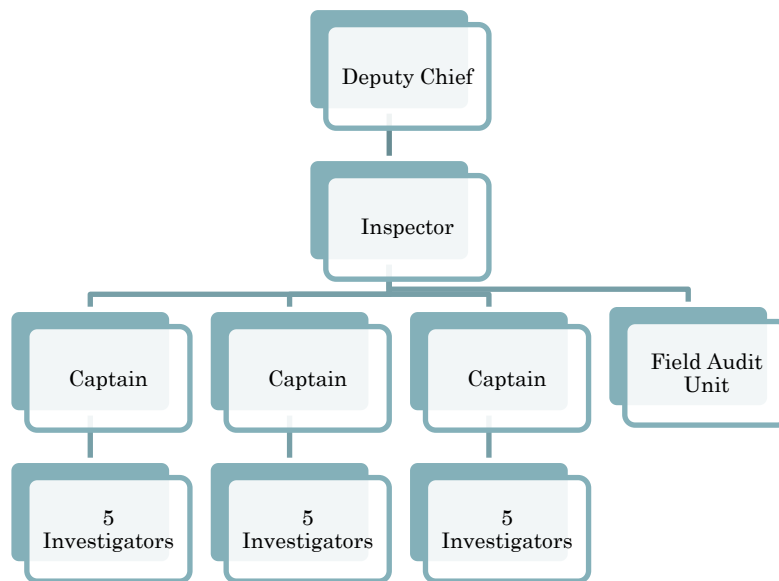 Deputy Chief
Inspector
Captain
Captain
Captain
Field Audit
Unit
5
Investigators
5
Investigators
5
Investigators